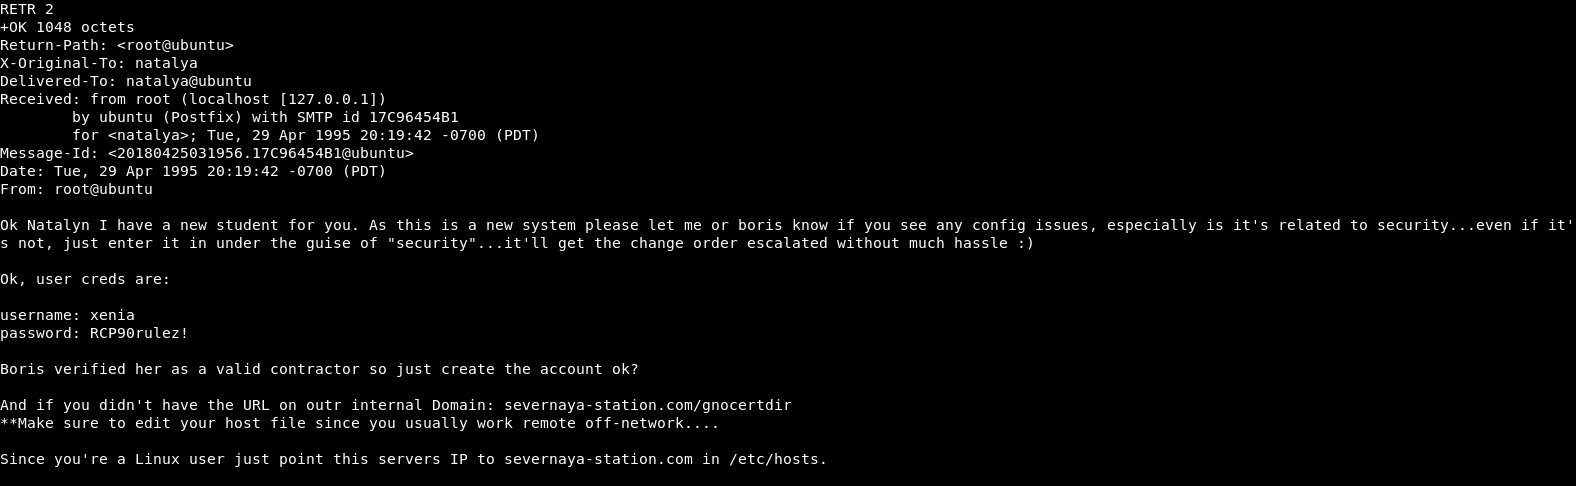 RETR 2
+OK 1048 octets
Return-Path: <root@ubuntu>
X-Original-To: natalya
Delivered-To: natalya@ubuntu
Received: from root (localhost [127.0.0.1])
        by ubuntu (Postfix) with SMTP id 17C96454B1
        for <natalya>; Tue, 29 Apr 1995 20:19:42 -0700 (PDT)
Message-Id: <20180425031956.17C96454B1@ubuntu>
Date: Tue, 29 Apr 1995 20:19:42 -0700 (PDT)
From: root@ubuntu

Ok Natalyn I have a new student for you. As this is a new system please let me or boris know if you see any config issues, especially is it's related to security...even if it'
s not, just enter it in under the guise of "security"...it'll get the change order escalated without much hassle :)

Ok, user creds are:

username: xenia
password: RCP90rulez!

Boris verified her as a valid contractor so just create the account ok?

And if you didn't have the URL on outr internal Domain: severnaya-station.com/gnocertdir
**Make sure to edit your host file since you usually work remote off-network....

Since you're a Linux user just point this servers IP to severnaya-station.com in /etc/hosts.